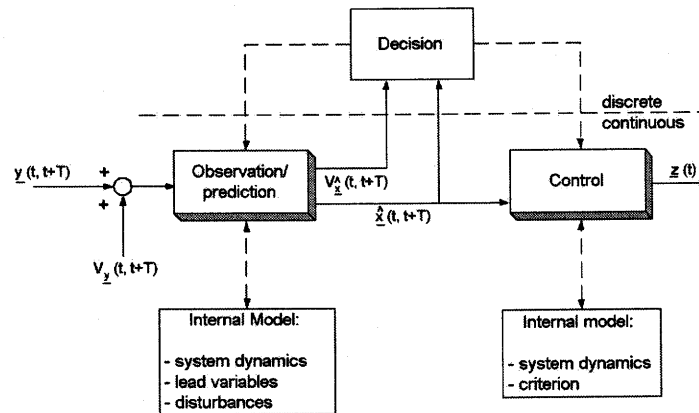 Decision
discrete
continuous
y (t, t+T)
+
+
Observation/
prediction
V_x̂ (t, t+T)
x̂ (t, t+T)
Control
z (t)
V_y (t, t+T)
Internal Model:
- system dynamics
- lead variables
- disturbances
Internal model:
- system dynamics
- criterion